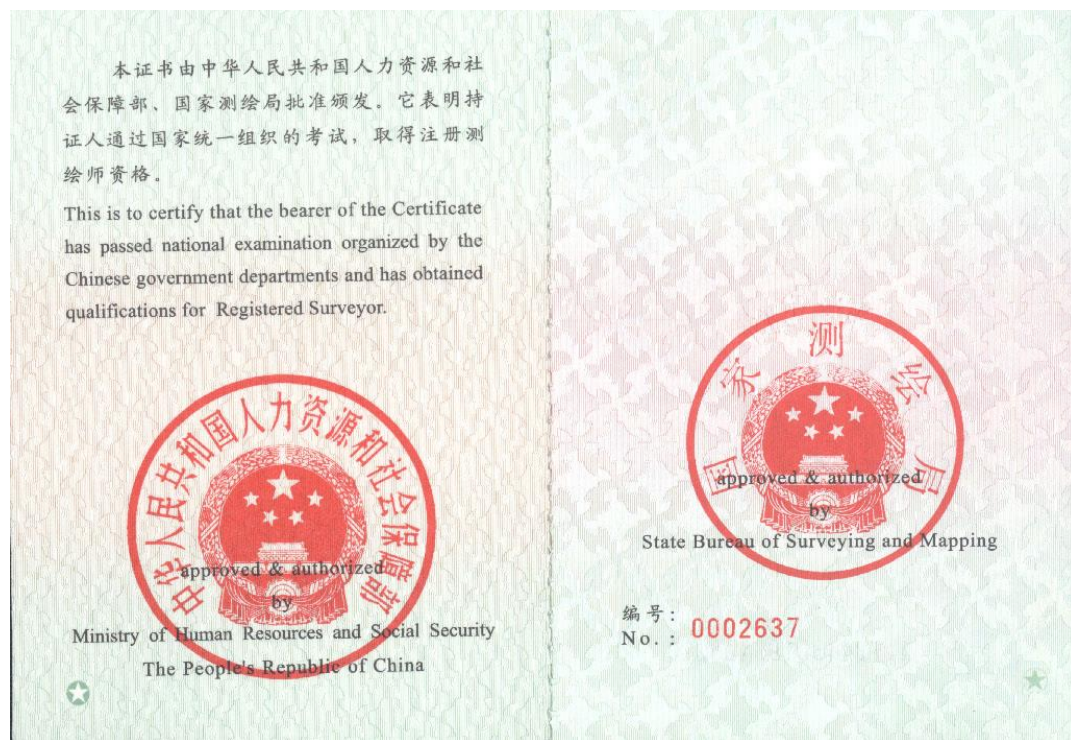 本证书由中华人民共和国人力资源和社
会保障部、国家测绘局批准颁发。它表明持
证人通过国家统一组织的考试，取得注册测
绘师资格。
This is to certify that the bearer of the Certificate
has passed national examination organized by the
Chinese government departments and has obtained
qualifications for Registered Surveyor.
中华人民共和国人力资源和社会保障部
approved & authorized
by
Ministry of Human Resources and Social Security
The People's Republic of China
国家测绘局
approved & authorized
by
State Bureau of Surveying and Mapping
编号：
No.： 0002637